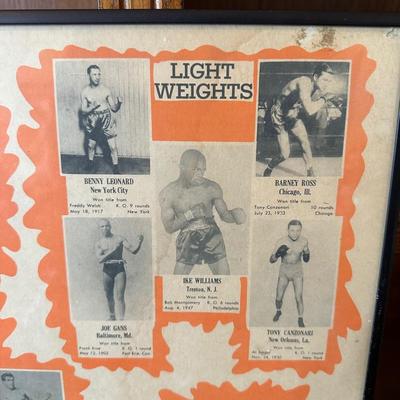 LIGHT
WEIGHTS
BENNY LEONARD
New York City
Won title from
Freddy Welsh K. O. 9 rounds
May 18, 1917 New York
BARNEY ROSS
Chicago, Ill.
Won title from
Tony Canzonari 10 rounds
July 23, 1933 Chicago
IKE WILLIAMS
Trenton, N. J.
Won title from
Bob Montgomery K. O. 6 rounds
Aug. 4, 1947 Philadelphia
JOE GANS
Baltimore, Md.
Won title from
Frank Erne K. O. 1 round
May 12, 1902 Fort Erie, Can.
TONY CANZONARI
New Orleans, La.
Won title from
Al Singer K. O. 1 round
Nov. 14, 1930 New York